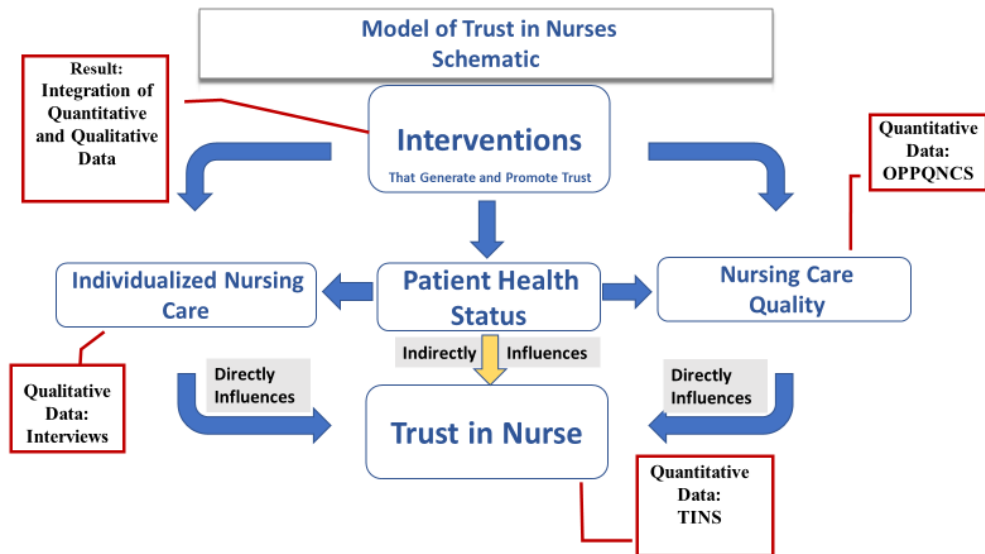 Model of Trust in Nurses
Schematic
Result:
Integration of
Quantitative
and Qualitative
Data
Interventions
That Generate and Promote Trust
Quantitative
Data:
OPPQNCS
Individualized Nursing
Care
Patient Health
Status
Nursing Care
Quality
Indirectly Influences
Qualitative
Data:
Interviews
Directly
Influences
Directly
Influences
Trust in Nurse
Quantitative
Data:
TINS